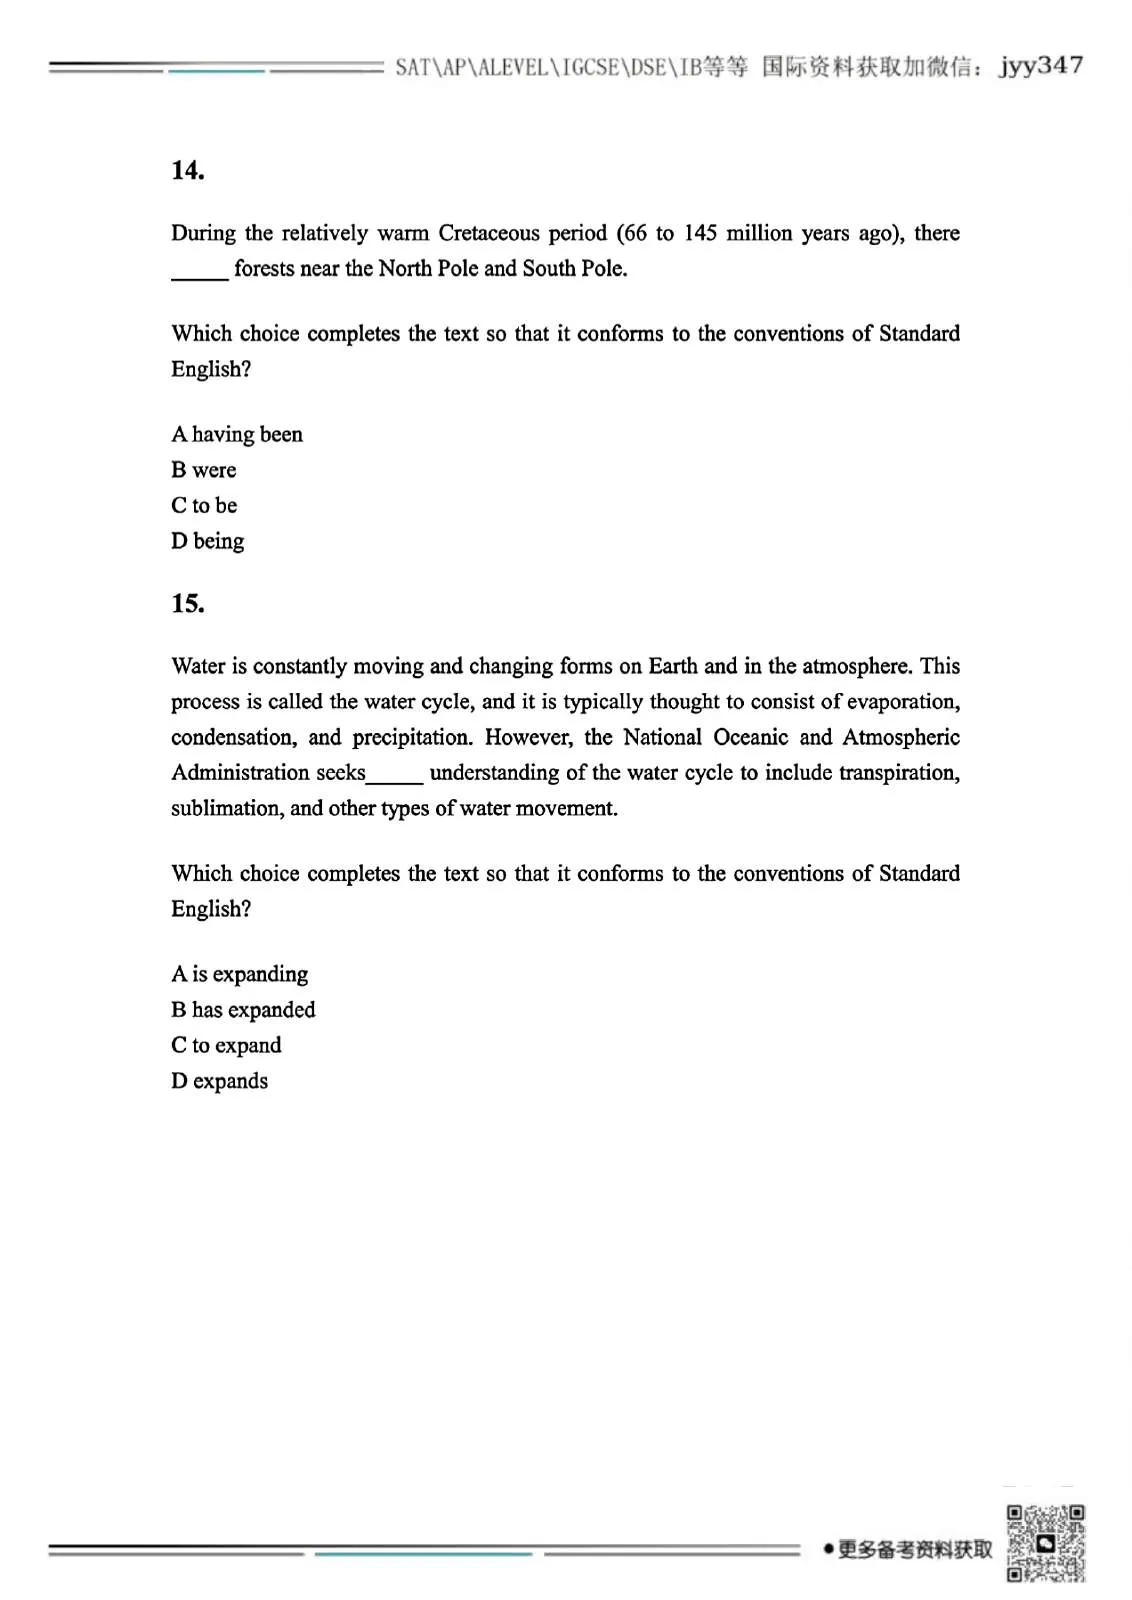 SAT\AP\ALEVEL\IGCSE\DSE\IB等等 国际资料获取加微信：jyy347
14.
During the relatively warm Cretaceous period (66 to 145 million years ago), there
_____ forests near the North Pole and South Pole.
Which choice completes the text so that it conforms to the conventions of Standard
English?
A having been
B were
C to be
D being
15.
Water is constantly moving and changing forms on Earth and in the atmosphere. This
process is called the water cycle, and it is typically thought to consist of evaporation,
condensation, and precipitation. However, the National Oceanic and Atmospheric
Administration seeks_____ understanding of the water cycle to include transpiration,
sublimation, and other types of water movement.
Which choice completes the text so that it conforms to the conventions of Standard
English?
A is expanding
B has expanded
C to expand
D expands
●更多备考资料获取